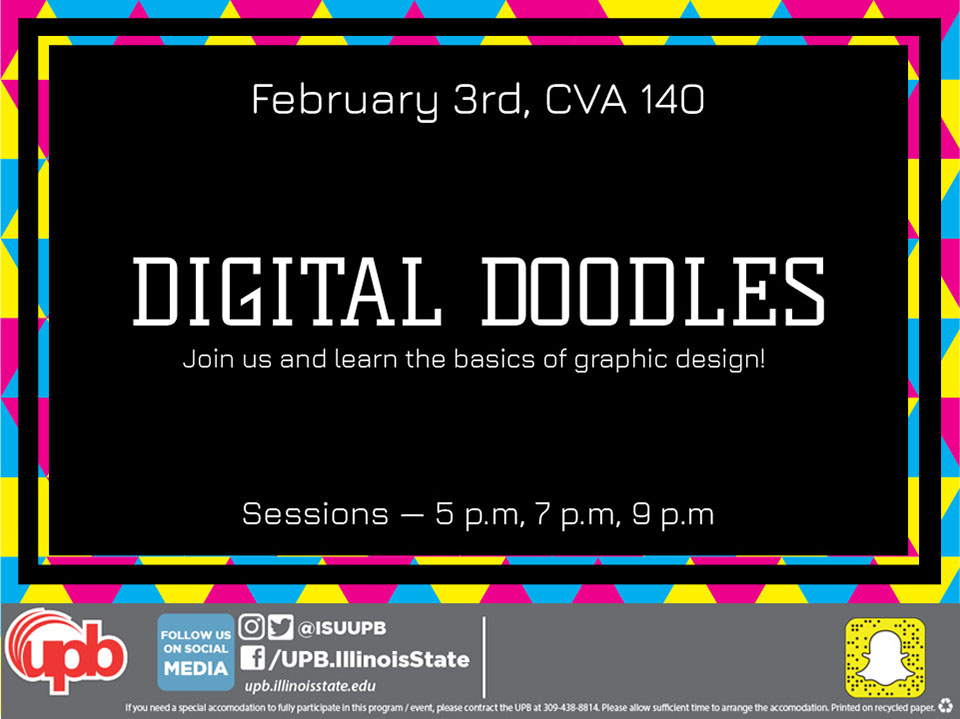 February 3rd, CVA 140
DIGITAL DOODLES
Join us and learn the basics of graphic design!
Sessions — 5 p.m, 7 p.m, 9 p.m
upb
FOLLOW US
ON SOCIAL
MEDIA
@ISUUPB
/UPB.IllinoisState
upb.illinoisstate.edu
If you need a special accomodation to fully participate in this program / event, please contract the UPB at 309-438-8814. Please allow sufficient time to arrange the accomodation. Printed on recycled paper.